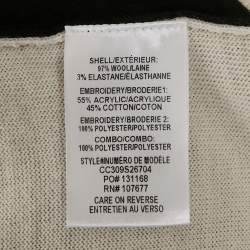 SHELL/EXTÉRIEUR:
97% WOOL/LAINE
3% ELASTANE/ÉLASTHANNE
EMBROIDERY/BRODERIE1:
55% ACRYLIC/ACRYLIQUE
45% COTTON/COTON
EMBROIDERY/BRODERIE 2:
100% POLYESTER/POLYESTER
COMBO/COMBO:
100% POLYESTER/POLYESTER
STYLE#/NUMÉRO DE MODÈLE
CC309S26704
PO# 131168
RN# 107677
CARE ON REVERSE
ENTRETIEN AU VERSO